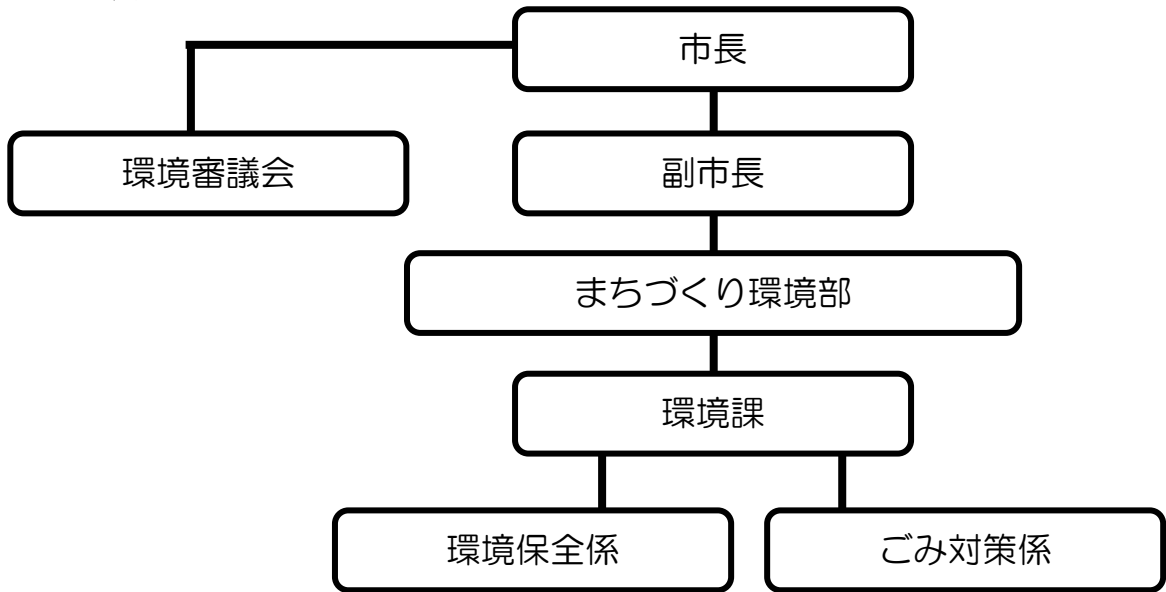 市長
環境審議会
副市長
まちづくり環境部
環境課
環境保全係
ごみ対策係